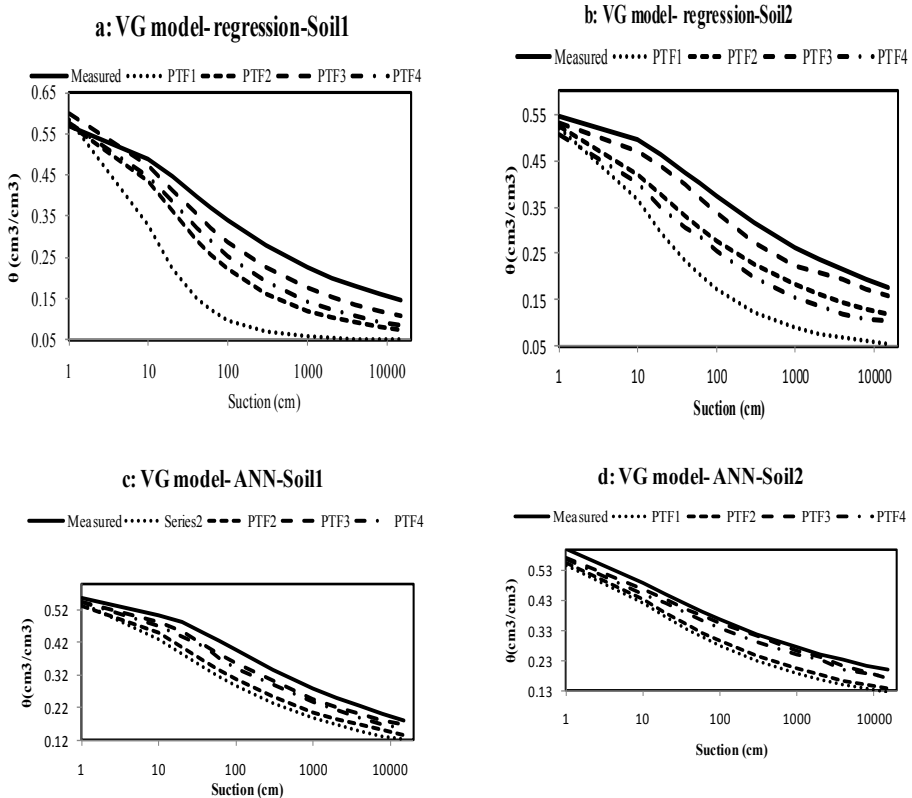 a: VG model- regression-Soil1
Measured PTF1 PTF2 PTF3 PTF4
θ (cm3/cm3)
0.65
0.55
0.45
0.35
0.25
0.15
0.05
1 10 100 1000 10000
Suction (cm)
b: VG model- regression-Soil2
Measured PTF1 PTF2 PTF3 PTF4
θ(cm3/cm3)
0.55
0.45
0.35
0.25
0.15
0.05
1 10 100 1000 10000
Suction (cm)
c: VG model- ANN-Soil1
Measured Series2 PTF2 PTF3 PTF4
θ(cm3/cm3)
0.52
0.42
0.32
0.22
0.12
1 10 100 1000 10000
Suction (cm)
d: VG model- ANN-Soil2
Measured PTF1 PTF2 PTF3 PTF4
θ(cm3/cm3)
0.53
0.43
0.33
0.23
0.13
1 10 100 1000 10000
Suction (cm)